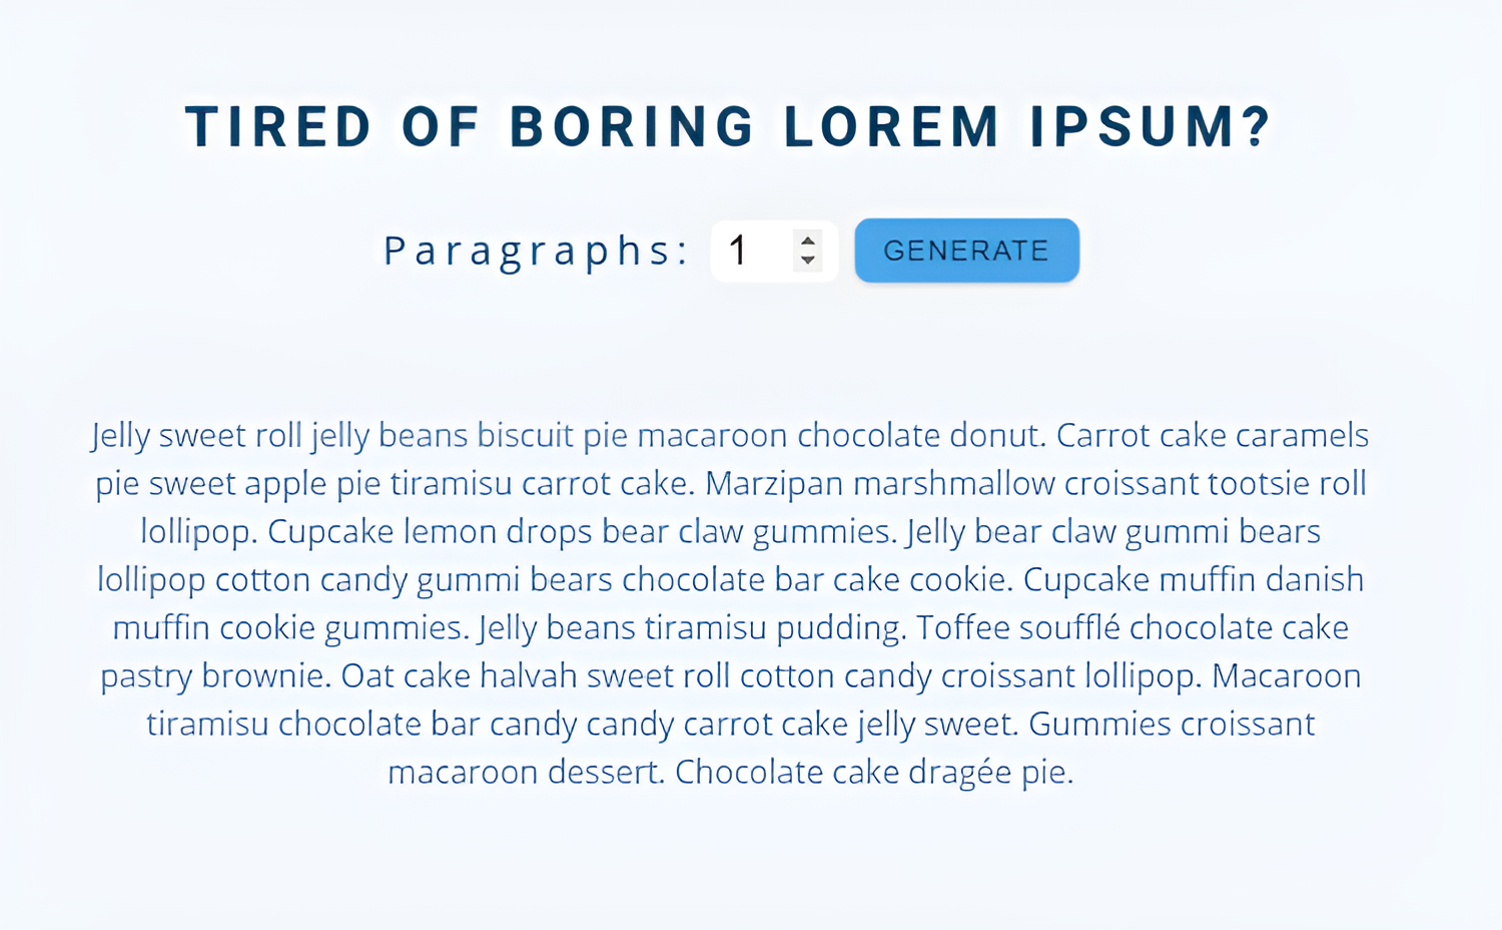 TIRED OF BORING LOREM IPSUM?
Paragraphs: 1 GENERATE
Jelly sweet roll jelly beans biscuit pie macaroon chocolate donut. Carrot cake caramels
pie sweet apple pie tiramisu carrot cake. Marzipan marshmallow croissant tootsie roll
lollipop. Cupcake lemon drops bear claw gummies. Jelly bear claw gummi bears
lollipop cotton candy gummi bears chocolate bar cake cookie. Cupcake muffin danish
muffin cookie gummies. Jelly beans tiramisu pudding. Toffee soufflé chocolate cake
pastry brownie. Oat cake halvah sweet roll cotton candy croissant lollipop. Macaroon
tiramisu chocolate bar candy candy carrot cake jelly sweet. Gummies croissant
macaroon dessert. Chocolate cake dragée pie.